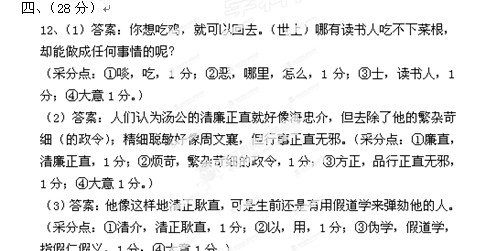 四、（28分）
12、（1）答案：你想吃鸡，就可以回去。（世上）哪有读书人吃不下菜根，
却能做成任何事情的呢？
（采分点：①啖，吃，1分；②恶，哪里，怎么，1分；③士，读书人，1
分；④大意1分。）
（2）答案：人们认为汤公的清廉正直就好像海忠介，但去除了他的繁杂苛
细（的政令）；精细聪敏好像周文襄，但行事正直无邪。（采分点：①廉直，
清廉正直，1分；②烦苛，繁杂苛细的政令，1分；③方正，品行正直无邪，
1分；④大意1分。）
（3）答案：他像这样地清正耿直，可是生前还是有用假道学来弹劾他的人。
（采分点：①清介，清正耿直，1分；②以，用，1分；③伪学，假道学，
指假仁假义，1分；④大意1分。）